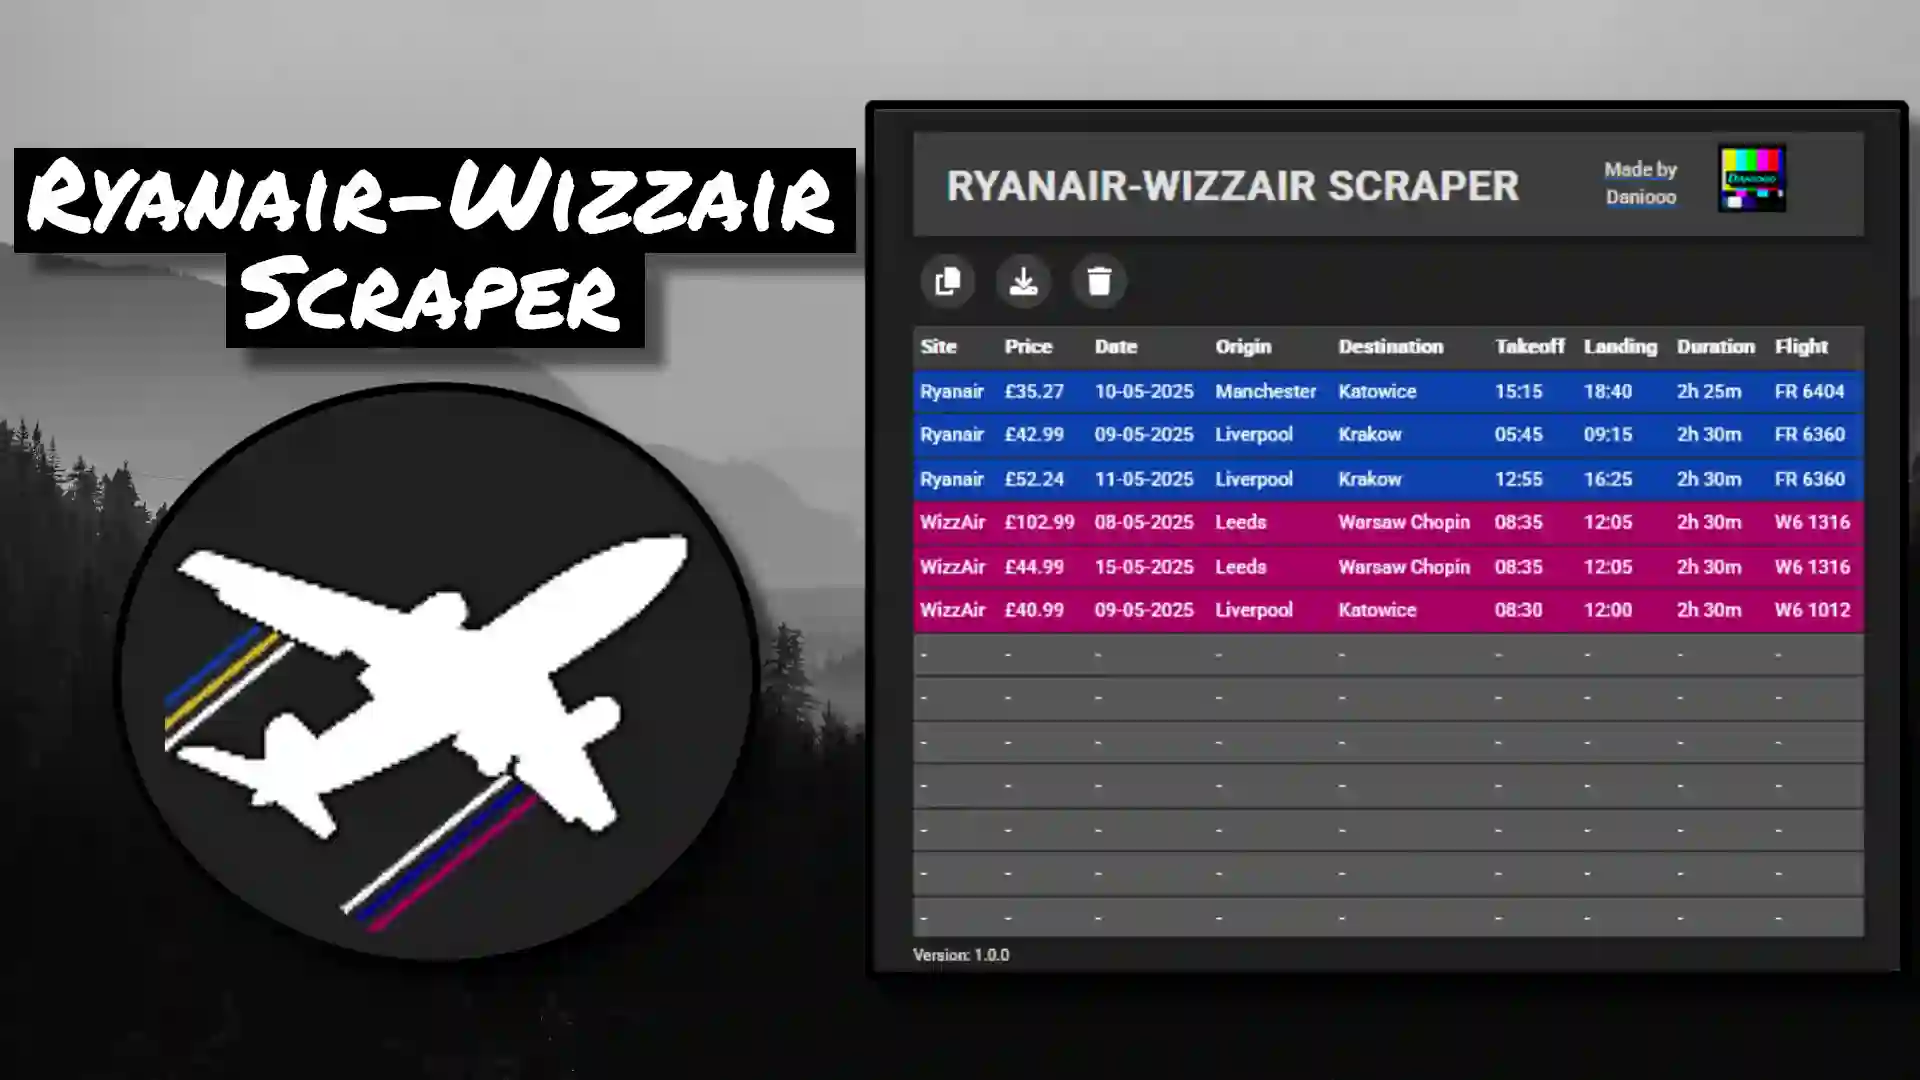 Ryanair-Wizzair
Scraper
RYANAIR-WIZZAIR SCRAPER
Made by
Daniooo
Daniooo
Site Price Date Origin Destination Takeoff Landing Duration Flight
Ryanair £35.27 10-05-2025 Manchester Katowice 15:15 18:40 2h 25m FR 6404
Ryanair £42.99 09-05-2025 Liverpool Krakow 05:45 09:15 2h 30m FR 6360
Ryanair £52.24 11-05-2025 Liverpool Krakow 12:55 16:25 2h 30m FR 6360
WizzAir £102.99 08-05-2025 Leeds Warsaw Chopin 08:35 12:05 2h 30m W6 1316
WizzAir £44.99 15-05-2025 Leeds Warsaw Chopin 08:35 12:05 2h 30m W6 1316
WizzAir £40.99 09-05-2025 Liverpool Katowice 08:30 12:00 2h 30m W6 1012
- - - - - - - - -
- - - - - - - - -
- - - - - - - - -
- - - - - - - - -
- - - - - - - - -
- - - - - - - - -
- - - - - - - - -
Version: 1.0.0